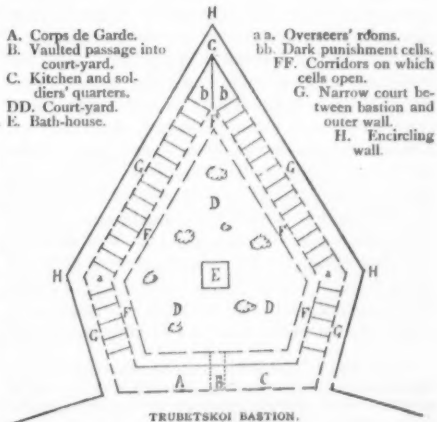 A. Corps de Garde.
B. Vaulted passage into
court-yard.
C. Kitchen and sol-
diers' quarters.
DD. Court-yard.
E. Bath-house.
a a. Overseers' rooms.
bb. Dark punishment cells.
FF. Corridors on which
cells open.
G. Narrow court be-
tween bastion and
outer wall.
H. Encircling
wall.
H
G
b b
F
G G
D
F F
H a E a H
D D
G F F G
A B C
TRUBETSKOI BASTION.